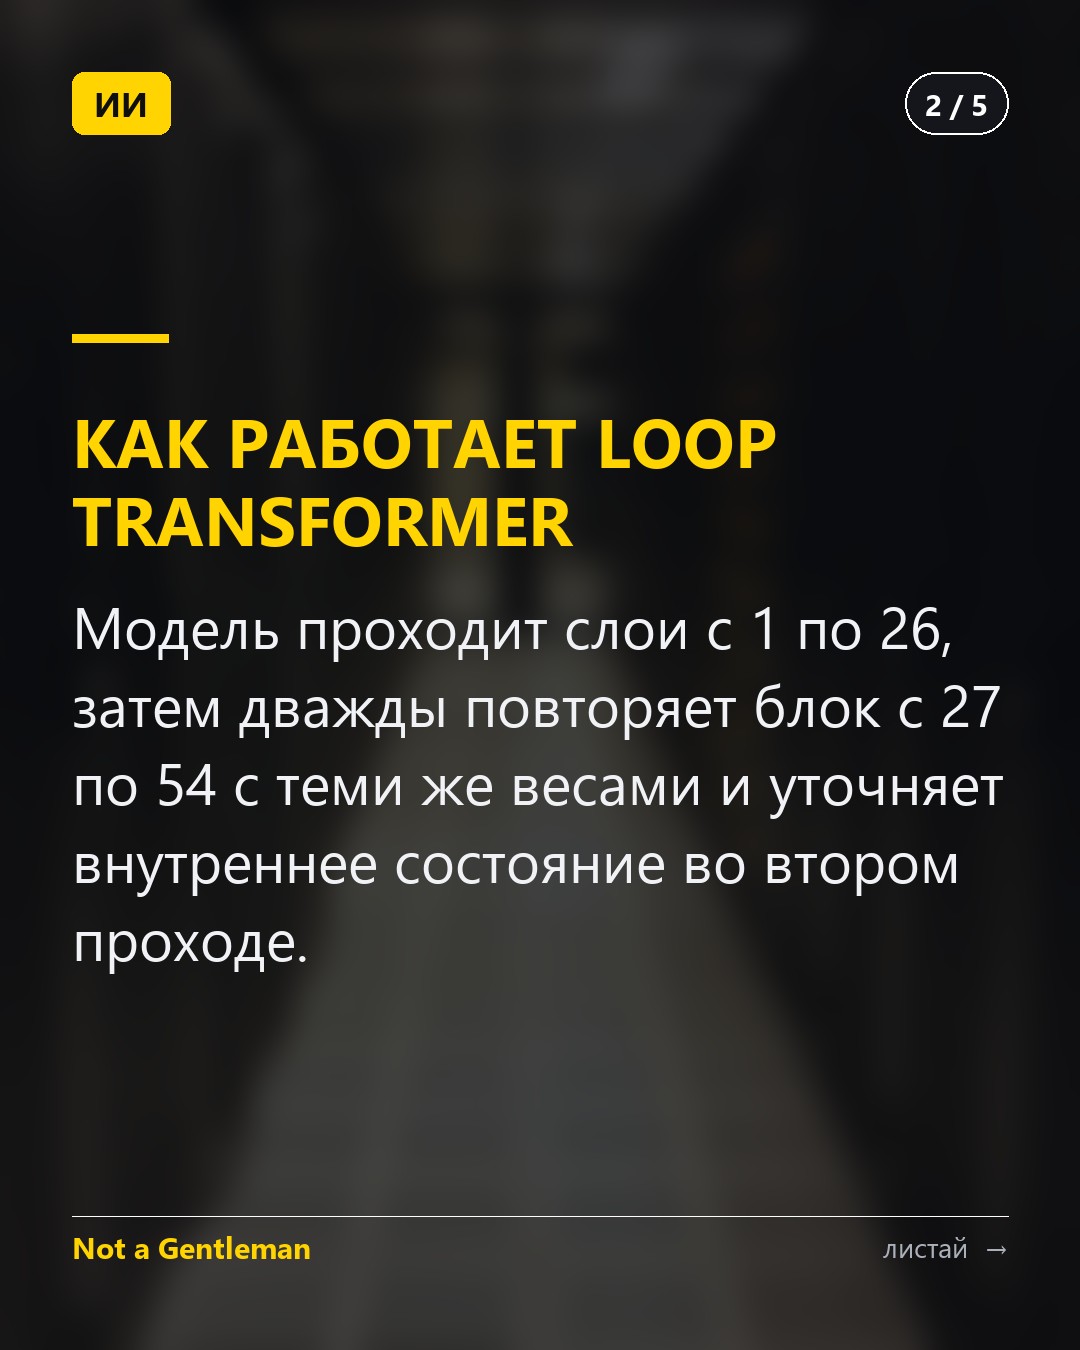 ИИ
2 / 5
КАК РАБОТАЕТ LOOP
TRANSFORMER
Модель проходит слои с 1 по 26,
затем дважды повторяет блок с 27
по 54 с теми же весами и уточняет
внутреннее состояние во втором
проходе.
Not a Gentleman
листай →